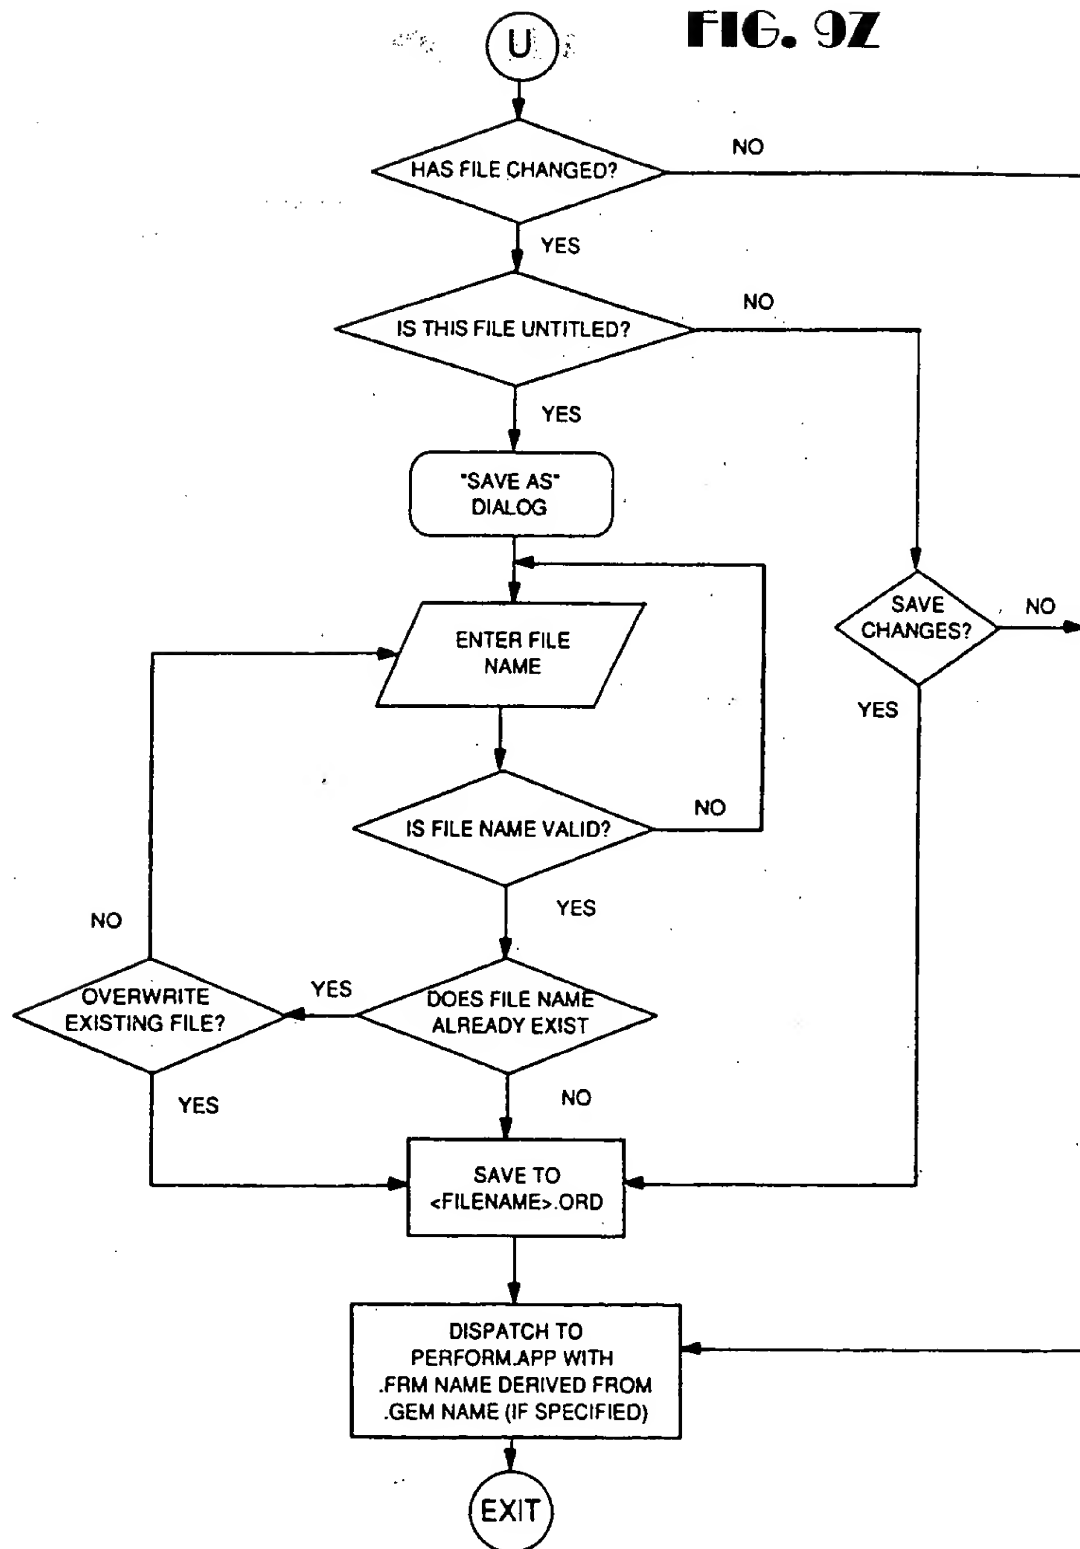 FIG. 9Z
U
HAS FILE CHANGED?
NO
YES
IS THIS FILE UNTITLED?
NO
YES
"SAVE AS"
DIALOG
ENTER FILE
NAME
SAVE
CHANGES?
NO
YES
IS FILE NAME VALID?
NO
YES
NO
OVERWRITE
EXISTING FILE?
YES
DOES FILE NAME
ALREADY EXIST
YES
NO
SAVE TO
<FILENAME>.ORD
DISPATCH TO
PERFORM.APP WITH
.FRM NAME DERIVED FROM
.GEM NAME (IF SPECIFIED)
EXIT